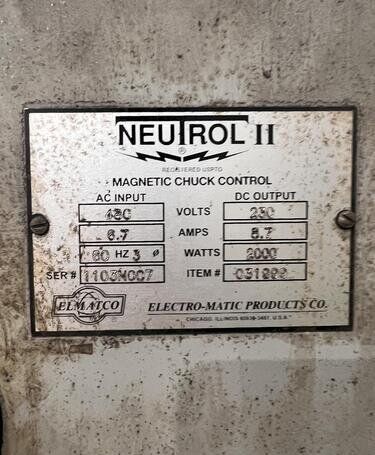 NEUTROL II
®
REGISTERED USPTO
MAGNETIC CHUCK CONTROL
AC INPUT DC OUTPUT
480 VOLTS 230
6.7 AMPS 8.7
60 HZ 3 Ø WATTS 2000
SER# ITEM #
ELMATCO ELECTRO-MATIC PRODUCTS CO.
CHICAGO, ILLINOIS U.S.A.